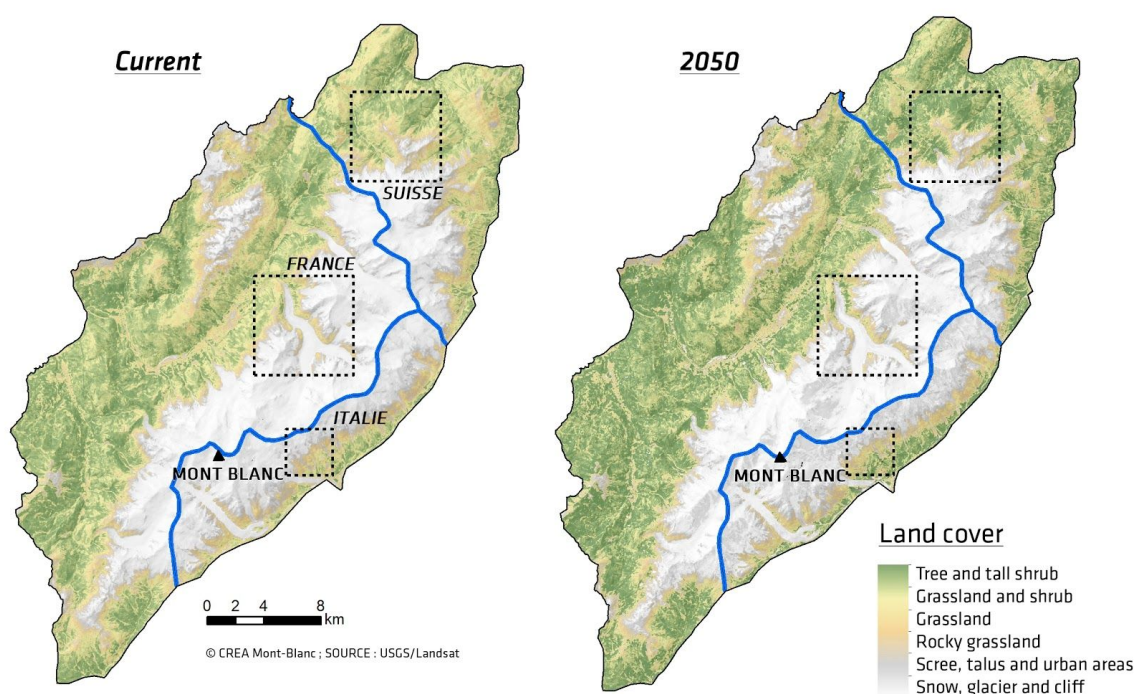 Current
2050
SUISSE
FRANCE
ITALIE
MONT BLANC
MONT BLANC
0 2 4 8
km
© CREA Mont-Blanc ; SOURCE : USGS/Landsat
Land cover
Tree and tall shrub
Grassland and shrub
Grassland
Rocky grassland
Scree, talus and urban areas
Snow, glacier and cliff